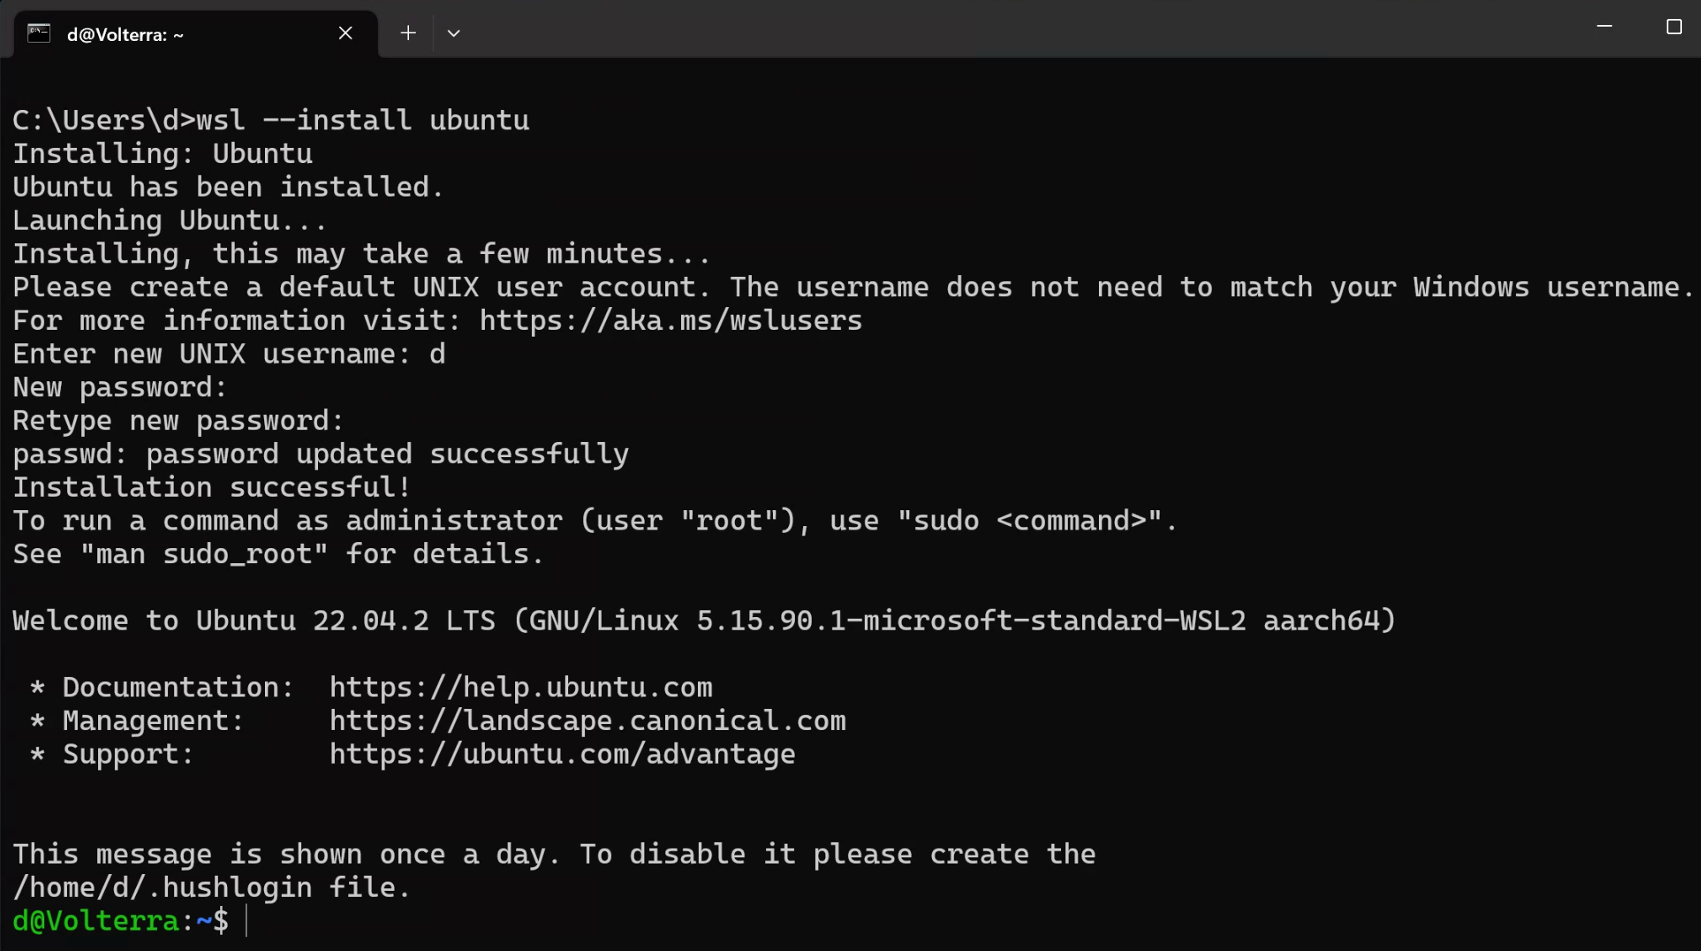 d@Volterra: ~
C:\Users\d>wsl --install ubuntu
Installing: Ubuntu
Ubuntu has been installed.
Launching Ubuntu...
Installing, this may take a few minutes...
Please create a default UNIX user account. The username does not need to match your Windows username.
For more information visit: https://aka.ms/wslusers
Enter new UNIX username: d
New password:
Retype new password:
passwd: password updated successfully
Installation successful!
To run a command as administrator (user "root"), use "sudo <command>".
See "man sudo_root" for details.
Welcome to Ubuntu 22.04.2 LTS (GNU/Linux 5.15.90.1-microsoft-standard-WSL2 aarch64)
* Documentation:  https://help.ubuntu.com
* Management:     https://landscape.canonical.com
* Support:        https://ubuntu.com/advantage
This message is shown once a day. To disable it please create the
/home/d/.hushlogin file.
d@Volterra:~$